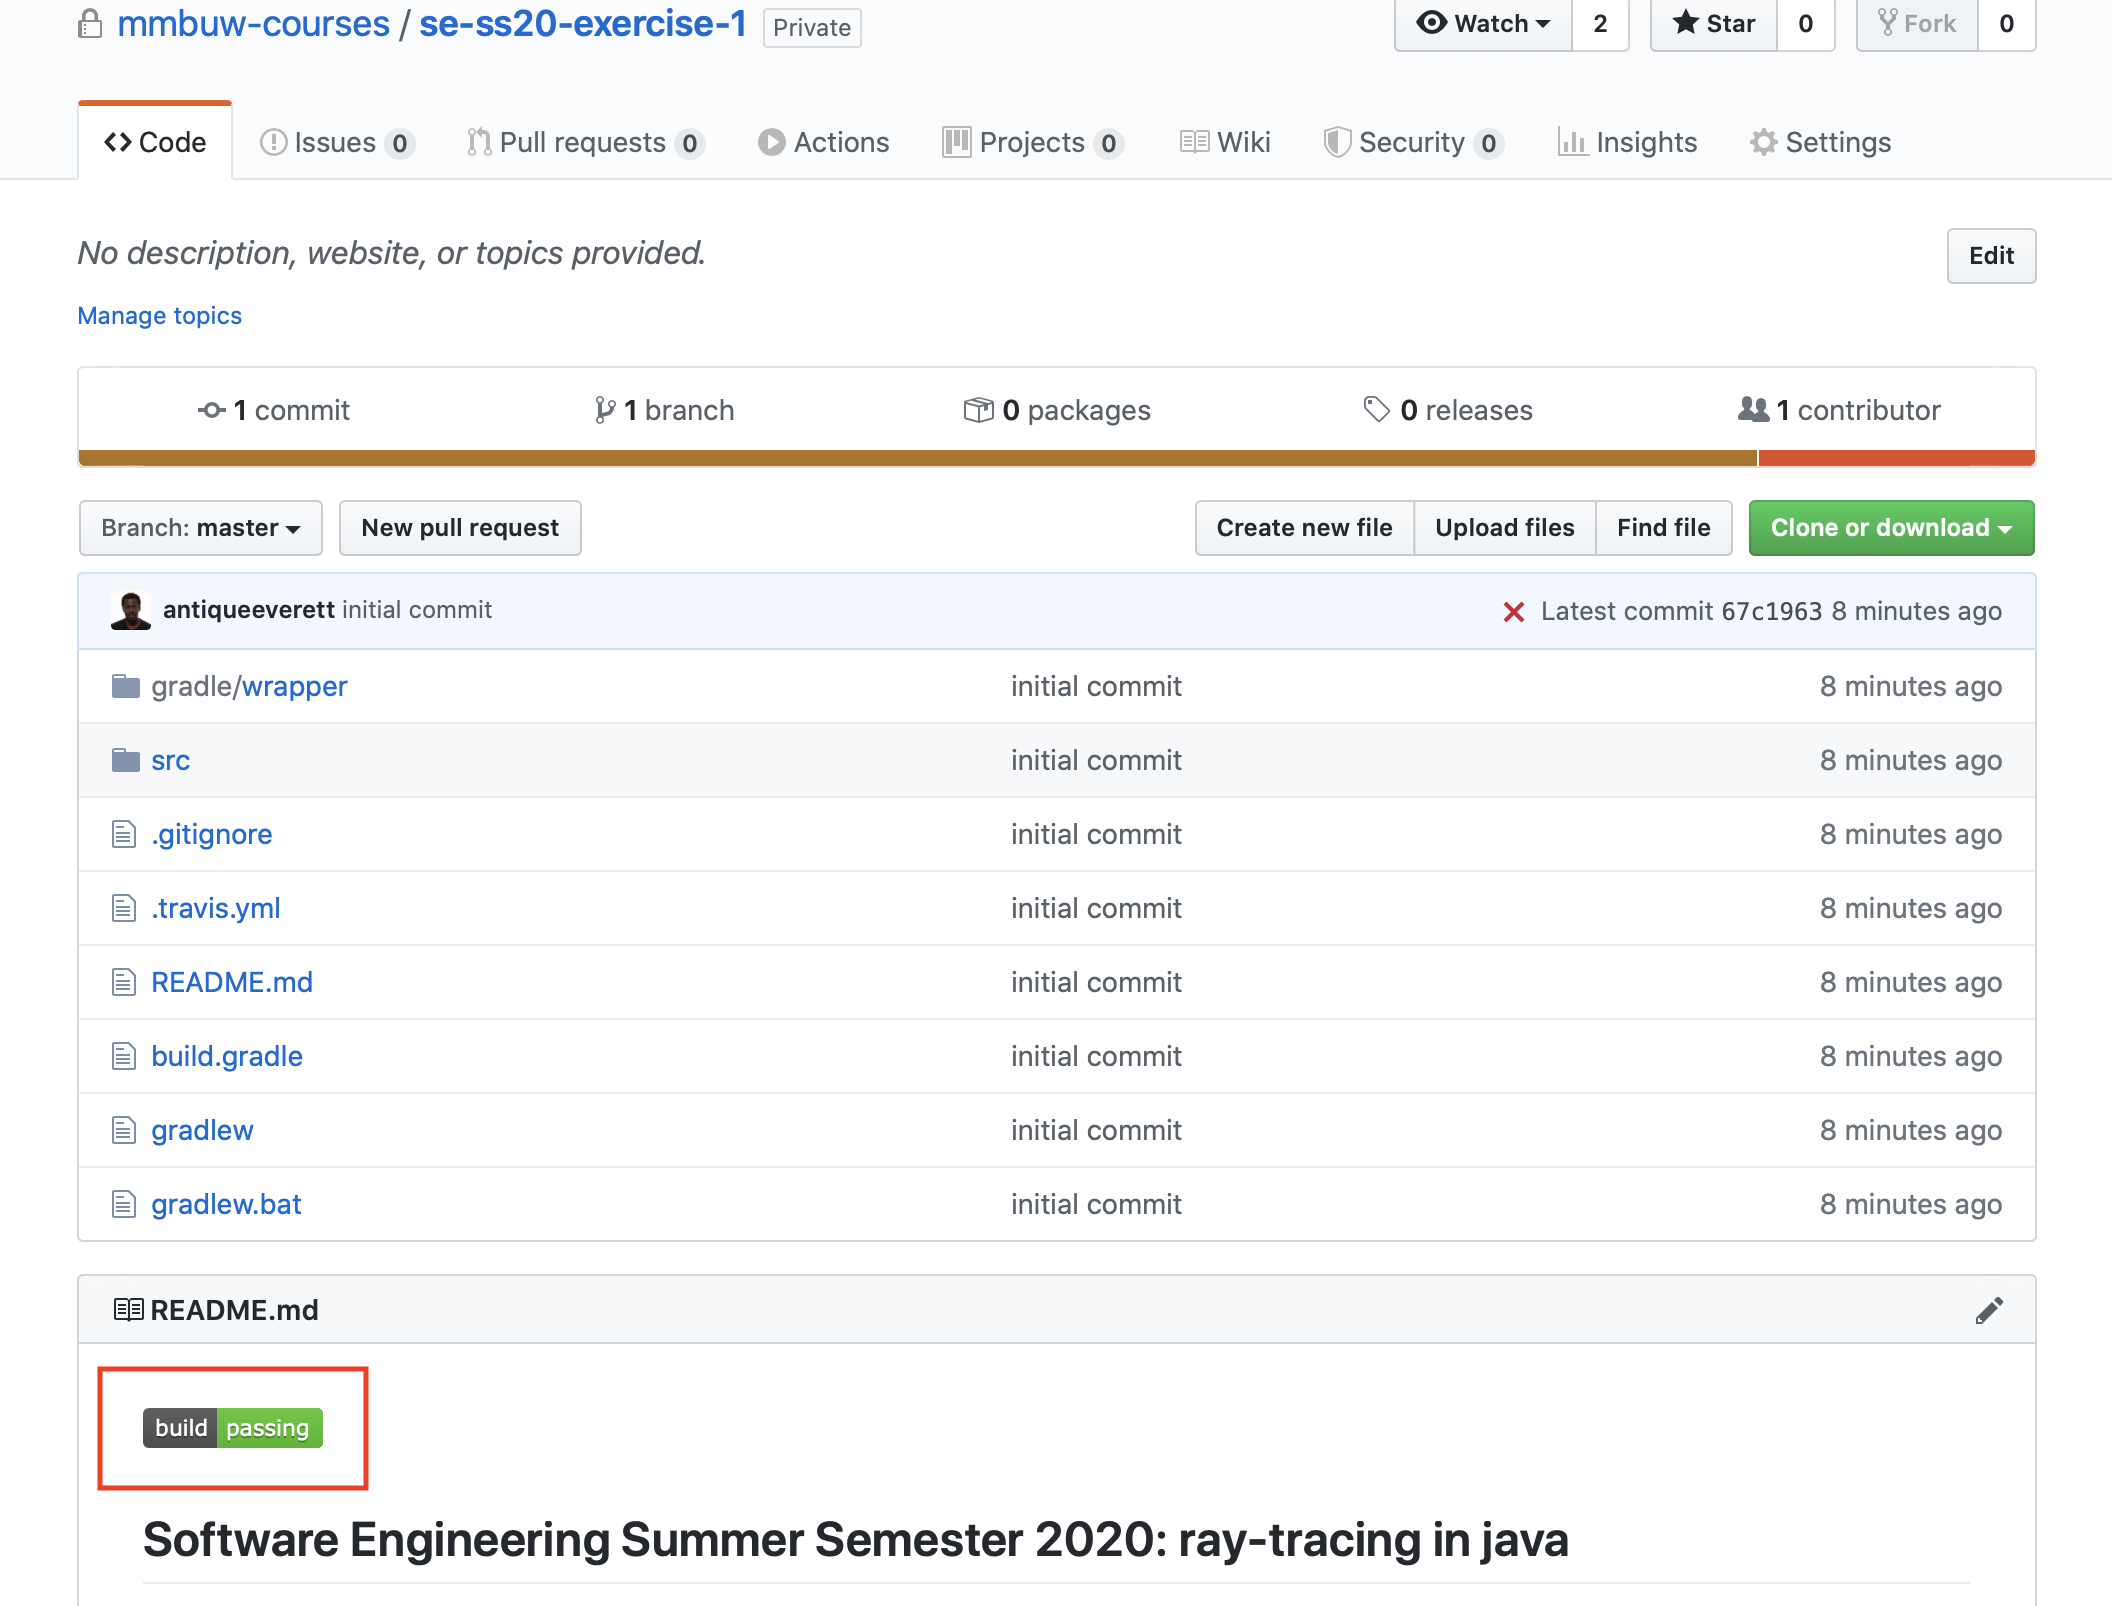 mmbuw-courses / se-ss20-exercise-1 Private Watch 2 Star 0 Fork 0
Code Issues 0 Pull requests 0 Actions Projects 0 Wiki Security 0 Insights Settings
No description, website, or topics provided. Edit
Manage topics
1 commit 1 branch 0 packages 0 releases 1 contributor
Branch: master New pull request Create new file Upload files Find file Clone or download
antiqueeverett initial commit Latest commit 67c1963 8 minutes ago
gradle/wrapper initial commit 8 minutes ago
src initial commit 8 minutes ago
.gitignore initial commit 8 minutes ago
.travis.yml initial commit 8 minutes ago
README.md initial commit 8 minutes ago
build.gradle initial commit 8 minutes ago
gradlew initial commit 8 minutes ago
gradlew.bat initial commit 8 minutes ago
README.md
build passing
Software Engineering Summer Semester 2020: ray-tracing in java